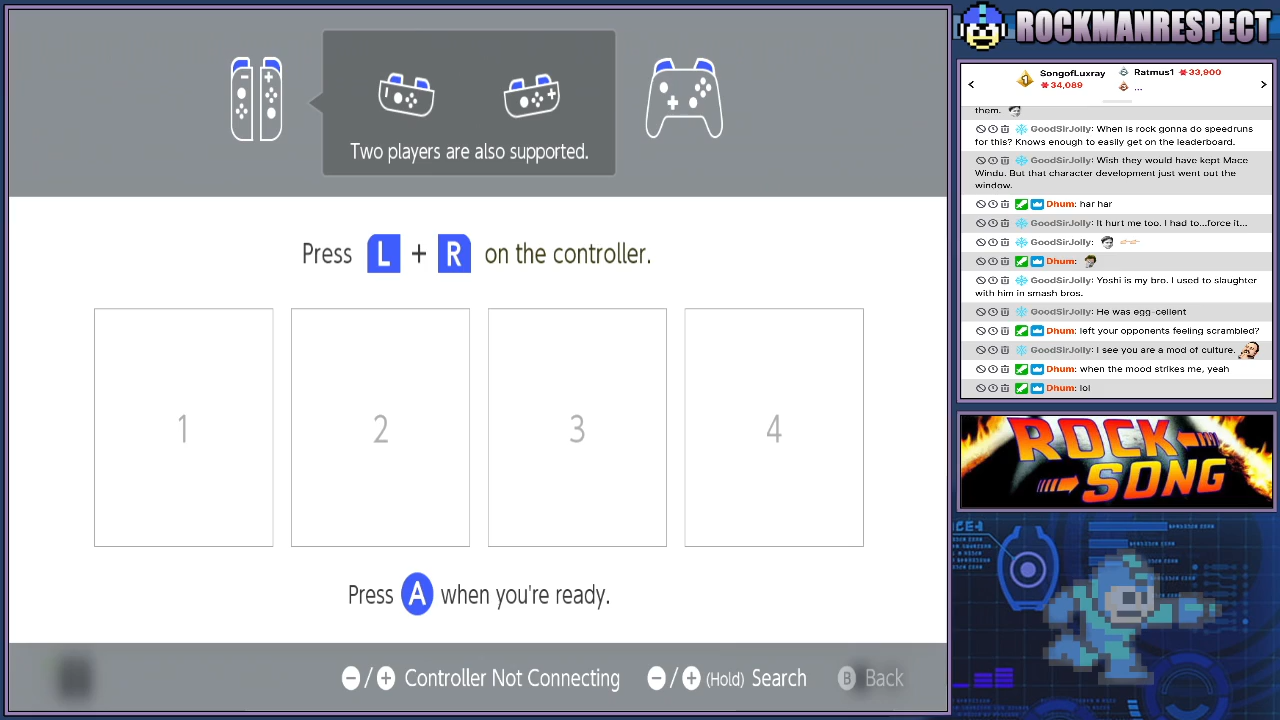 Two players are also supported.
Press L + R on the controller.
1 2 3 4
Press A when you're ready.
−/+ Controller Not Connecting −/+ (Hold) Search B Back
ROCKMANRESPECT
SongofLuxray
34,089
Ratmus1 33,900
...
them.
GoodSirJolly: When is rock gonna do speedruns
for this? Knows enough to easily get on the leaderboard.
GoodSirJolly: Wish they would have kept Mace
Windu. But that character development just went out the
window.
Dhum: har har
GoodSirJolly: It hurt me too. I had to...force it...
GoodSirJolly:
Dhum:
GoodSirJolly: Yoshi is my bro. I used to slaughter
with him in smash bros.
GoodSirJolly: He was egg-cellent
Dhum: left your opponents feeling scrambled?
GoodSirJolly: I see you are a mod of culture.
Dhum: when the mood strikes me, yeah
Dhum: lol
ROCK
SONG